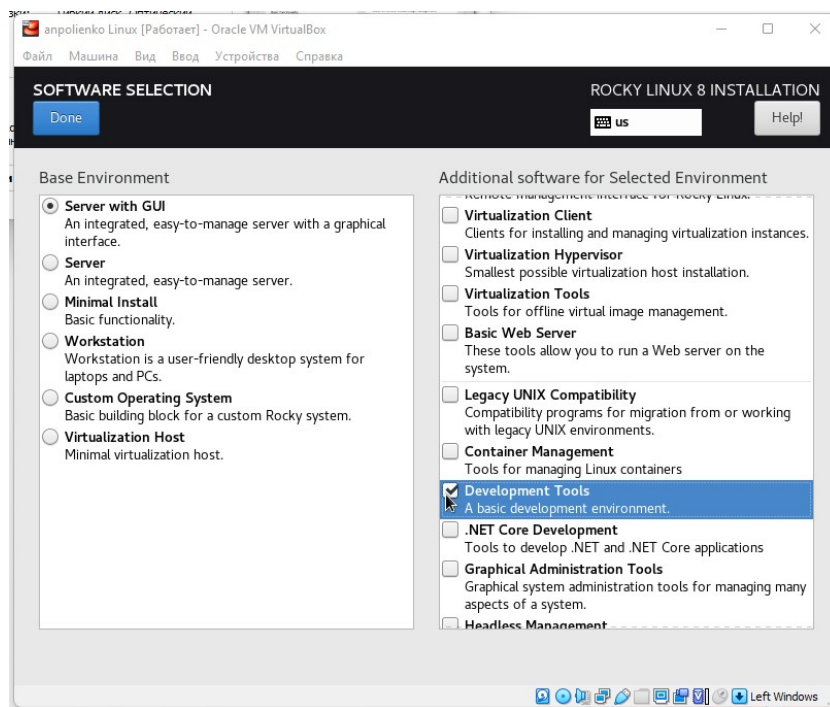 anpolienko Linux [Работает] - Oracle VM VirtualBox
Файл Машина Вид Ввод Устройства Справка
SOFTWARE SELECTION
Done
ROCKY LINUX 8 INSTALLATION
us
Help!
Base Environment
Server with GUI
An integrated, easy-to-manage server with a graphical
interface.
Server
An integrated, easy-to-manage server.
Minimal Install
Basic functionality.
Workstation
Workstation is a user-friendly desktop system for
laptops and PCs.
Custom Operating System
Basic building block for a custom Rocky system.
Virtualization Host
Minimal virtualization host.
Additional software for Selected Environment
Remote management interface for Rocky Linux.
Virtualization Client
Clients for installing and managing virtualization instances.
Virtualization Hypervisor
Smallest possible virtualization host installation.
Virtualization Tools
Tools for offline virtual image management.
Basic Web Server
These tools allow you to run a Web server on the
system.
Legacy UNIX Compatibility
Compatibility programs for migration from or working
with legacy UNIX environments.
Container Management
Tools for managing Linux containers
Development Tools
A basic development environment.
.NET Core Development
Tools to develop .NET and .NET Core applications
Graphical Administration Tools
Graphical system administration tools for managing many
aspects of a system.
Headless Management
Left Windows